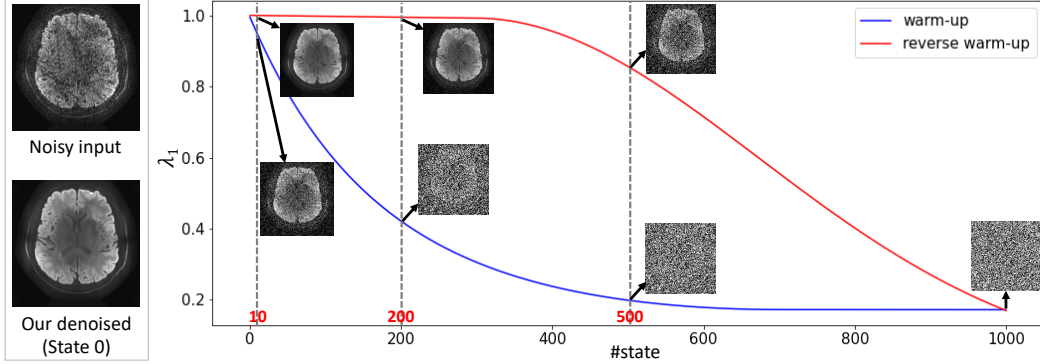 Noisy input
Our denoised
(State 0)
λ₁
1.0
0.8
0.6
0.4
0.2
warm-up
reverse warm-up
10
200
500
0
200
400
600
800
1000
#state